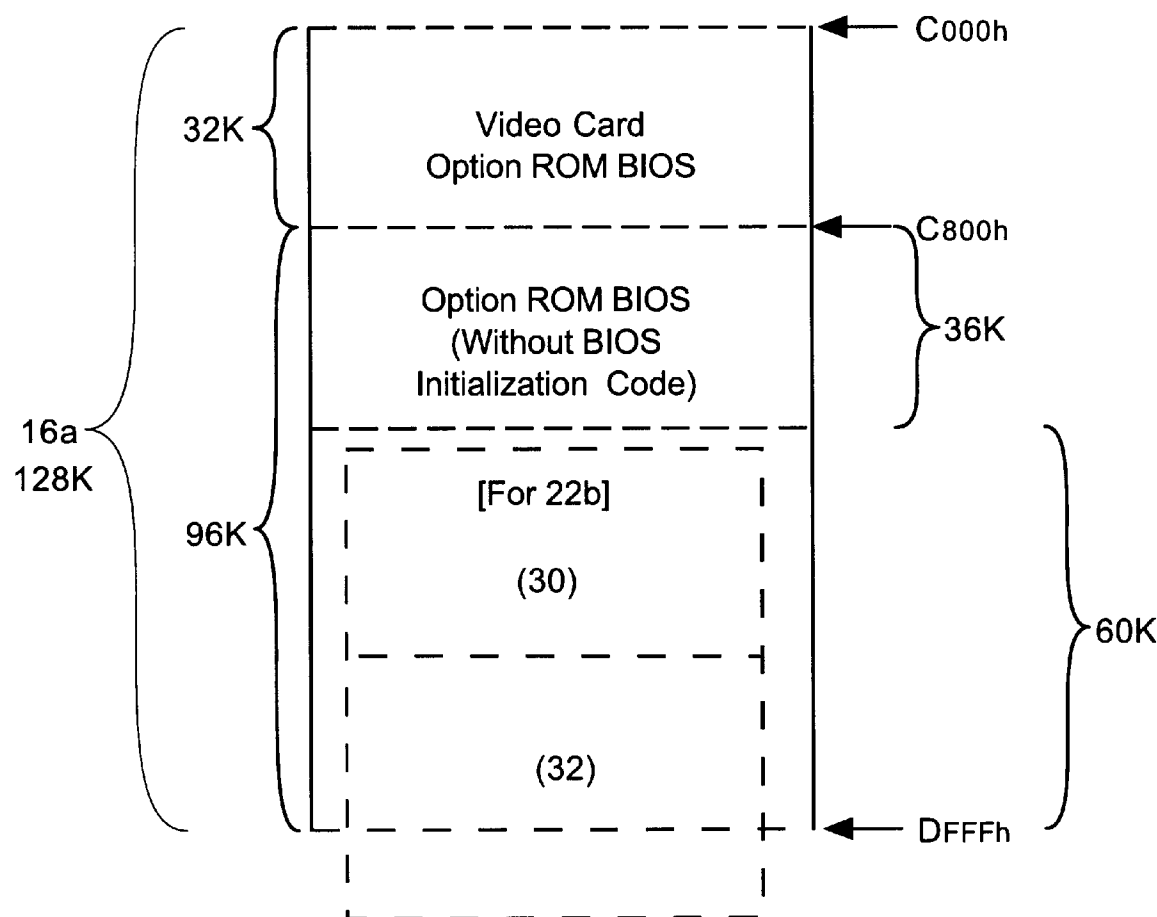 C000h
32K
Video Card
Option ROM BIOS
C800h
Option ROM BIOS
(Without BIOS
Initialization Code)
36K
16a
128K
96K
[For 22b]
(30)
60K
(32)
DFFFh